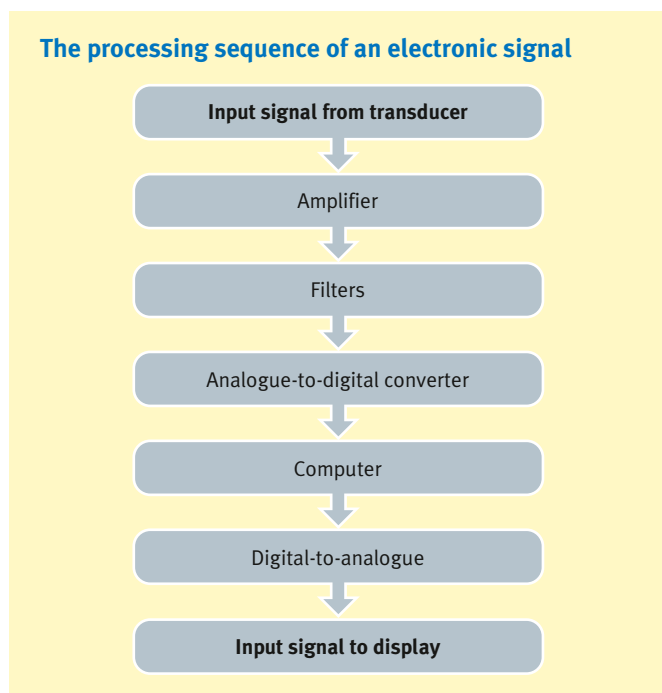 The processing sequence of an electronic signal
Input signal from transducer
Amplifier
Filters
Analogue-to-digital converter
Computer
Digital-to-analogue
Input signal to display